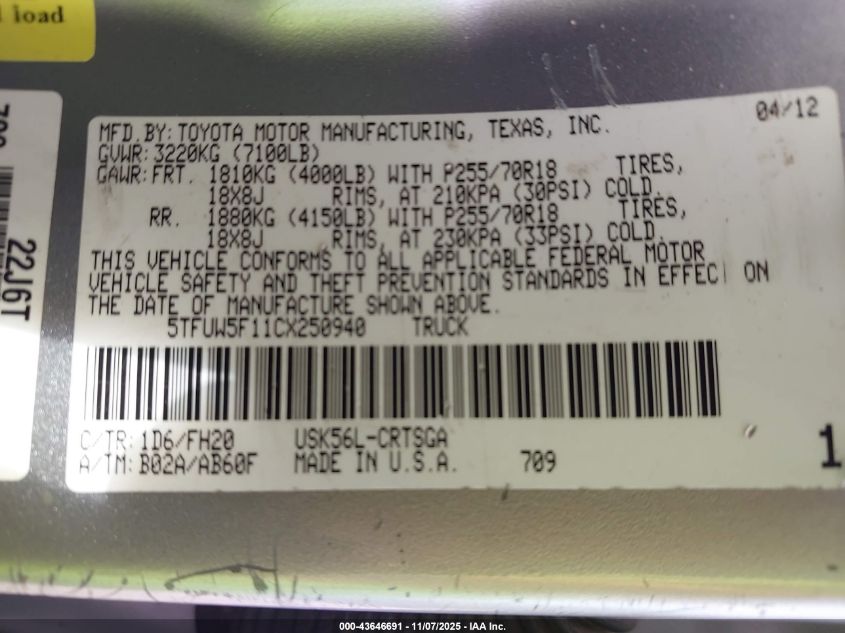 l load
04/12
MFD. BY: TOYOTA MOTOR MANUFACTURING, TEXAS, INC.
GVWR: 3220KG (7100LB)
GAWR: FRT. 1810KG (4000LB) WITH P255/70R18 TIRES,
18X8J RIMS, AT 210KPA (30PSI) COLD.
RR. 1880KG (4150LB) WITH P255/70R18 TIRES,
18X8J RIMS, AT 230KPA (33PSI) COLD.
THIS VEHICLE CONFORMS TO ALL APPLICABLE FEDERAL MOTOR
VEHICLE SAFETY AND THEFT PREVENTION STANDARDS IN EFFECT ON
THE DATE OF MANUFACTURE SHOWN ABOVE.
5TFUW5F11CX250940 TRUCK
C/TR: 1D6/FH20 USK56L-CRTSGA
A/TM: B02A/AB60F MADE IN U.S.A. 709
1
22J6T
000-43646691 - 11/07/2025 - IAA Inc.